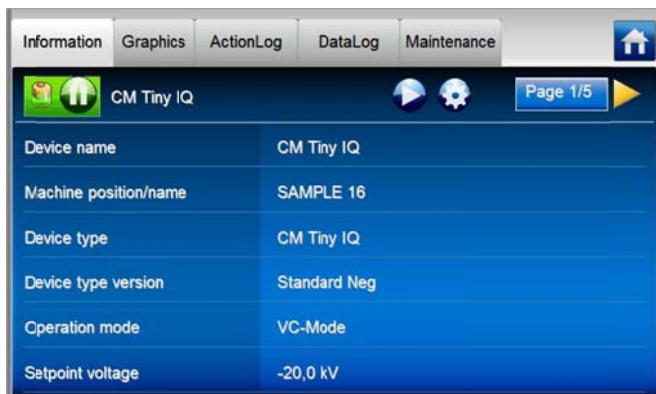 Information Graphics ActionLog DataLog Maintenance
CM Tiny IQ Page 1/5
Device name CM Tiny IQ
Machine position/name SAMPLE 16
Device type CM Tiny IQ
Device type version Standard Neg
Operation mode VC-Mode
Setpoint voltage -20,0 kV